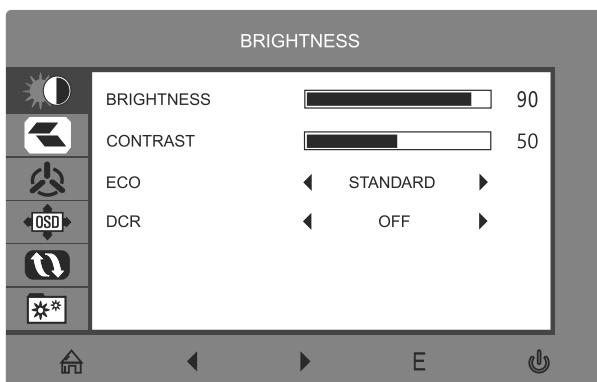 BRIGHTNESS
BRIGHTNESS 90
CONTRAST 50
ECO STANDARD
DCR OFF
OSD
E